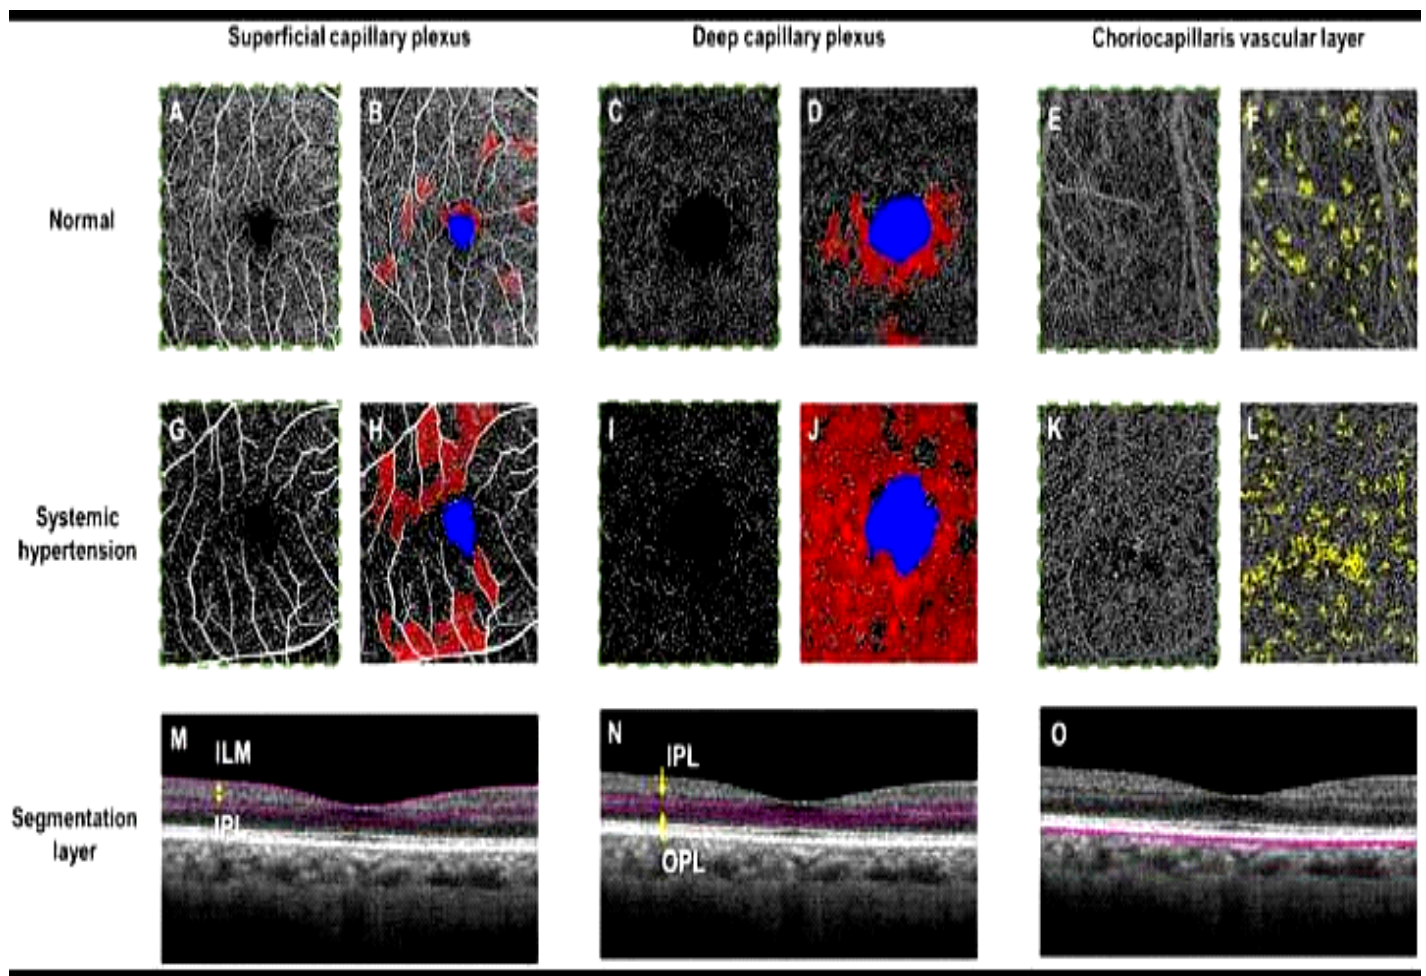 Superficial capillary plexus
Deep capillary plexus
Choriocapillaris vascular layer
Normal
A
B
C
D
E
F
Systemic
hypertension
G
H
I
J
K
L
Segmentation
layer
M
ILM
IPL
N
IPL
OPL
O